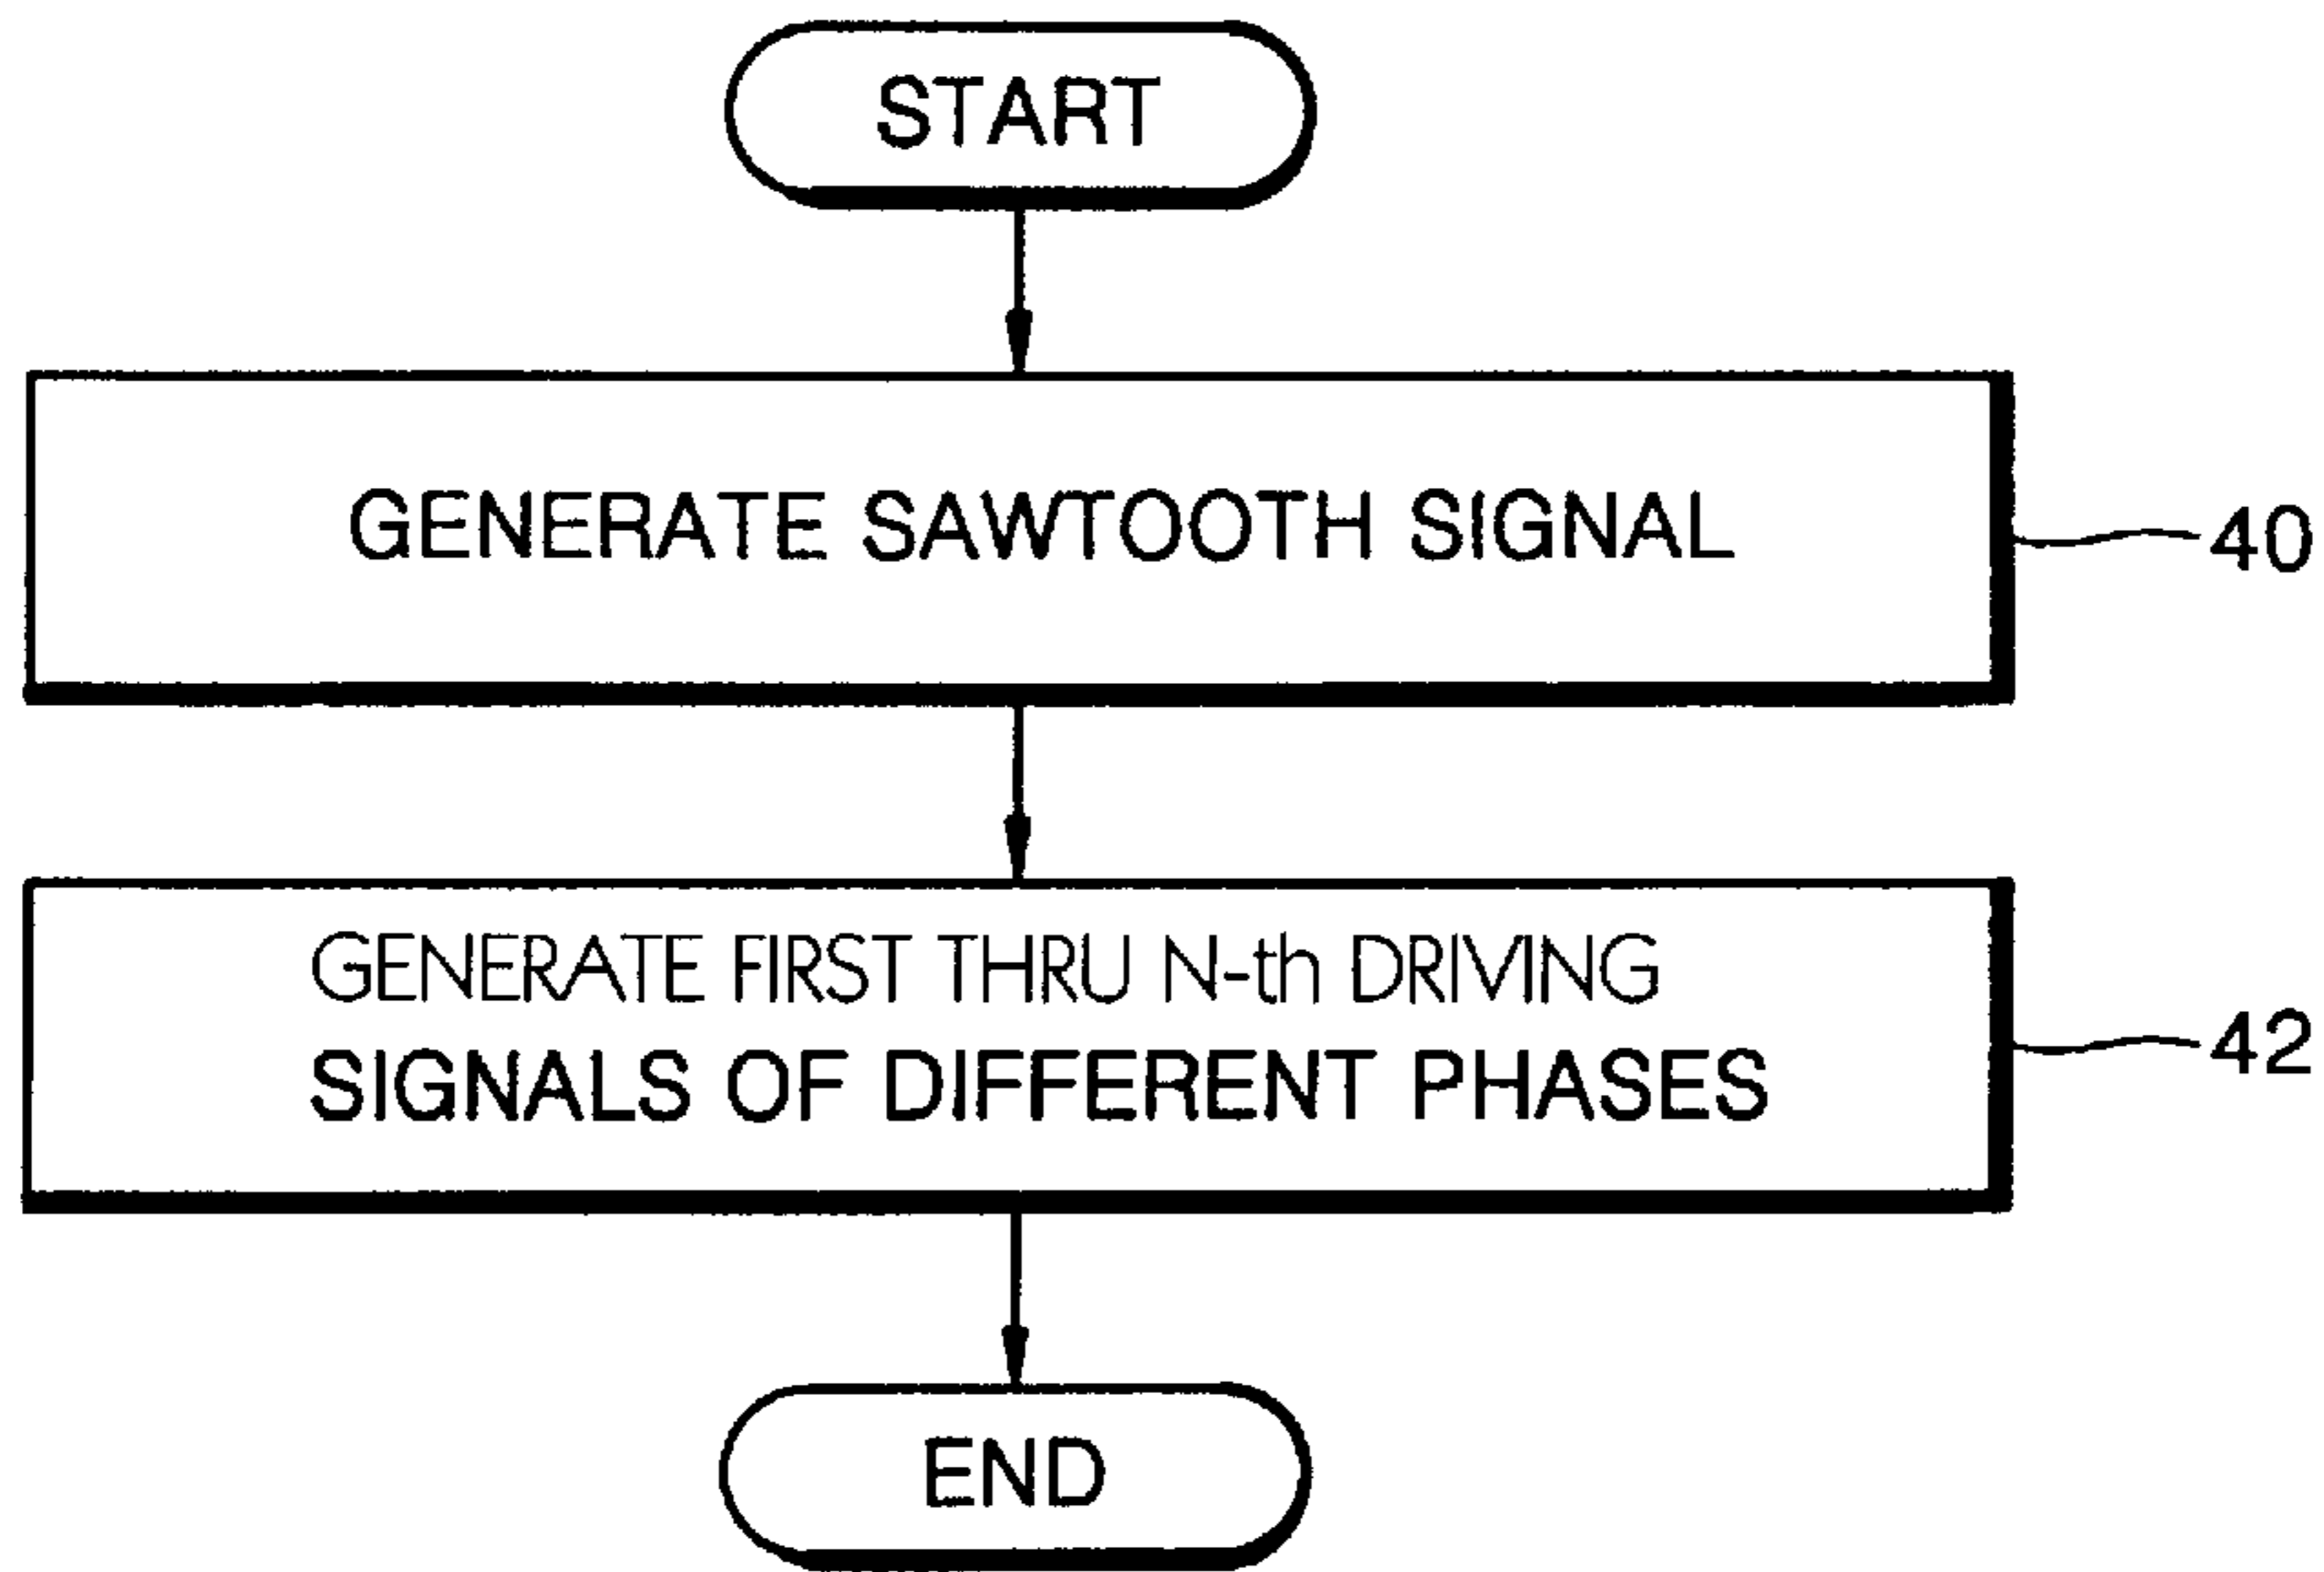 START
GENERATE SAWTOOTH SIGNAL
40
GENERATE FIRST THRU N-th DRIVING
SIGNALS OF DIFFERENT PHASES
42
END